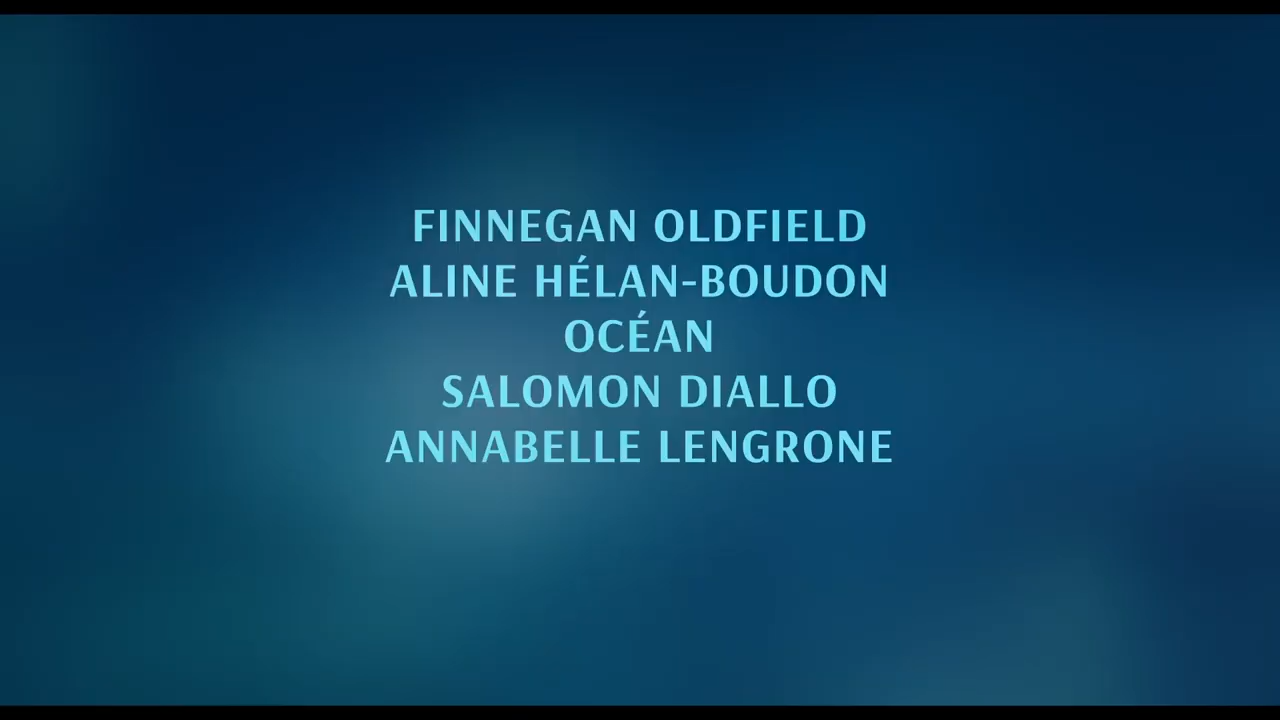 FINNEGAN OLDFIELD
ALINE HÉLAN-BOUDON
OCÉAN
SALOMON DIALLO
ANNABELLE LENGRONE